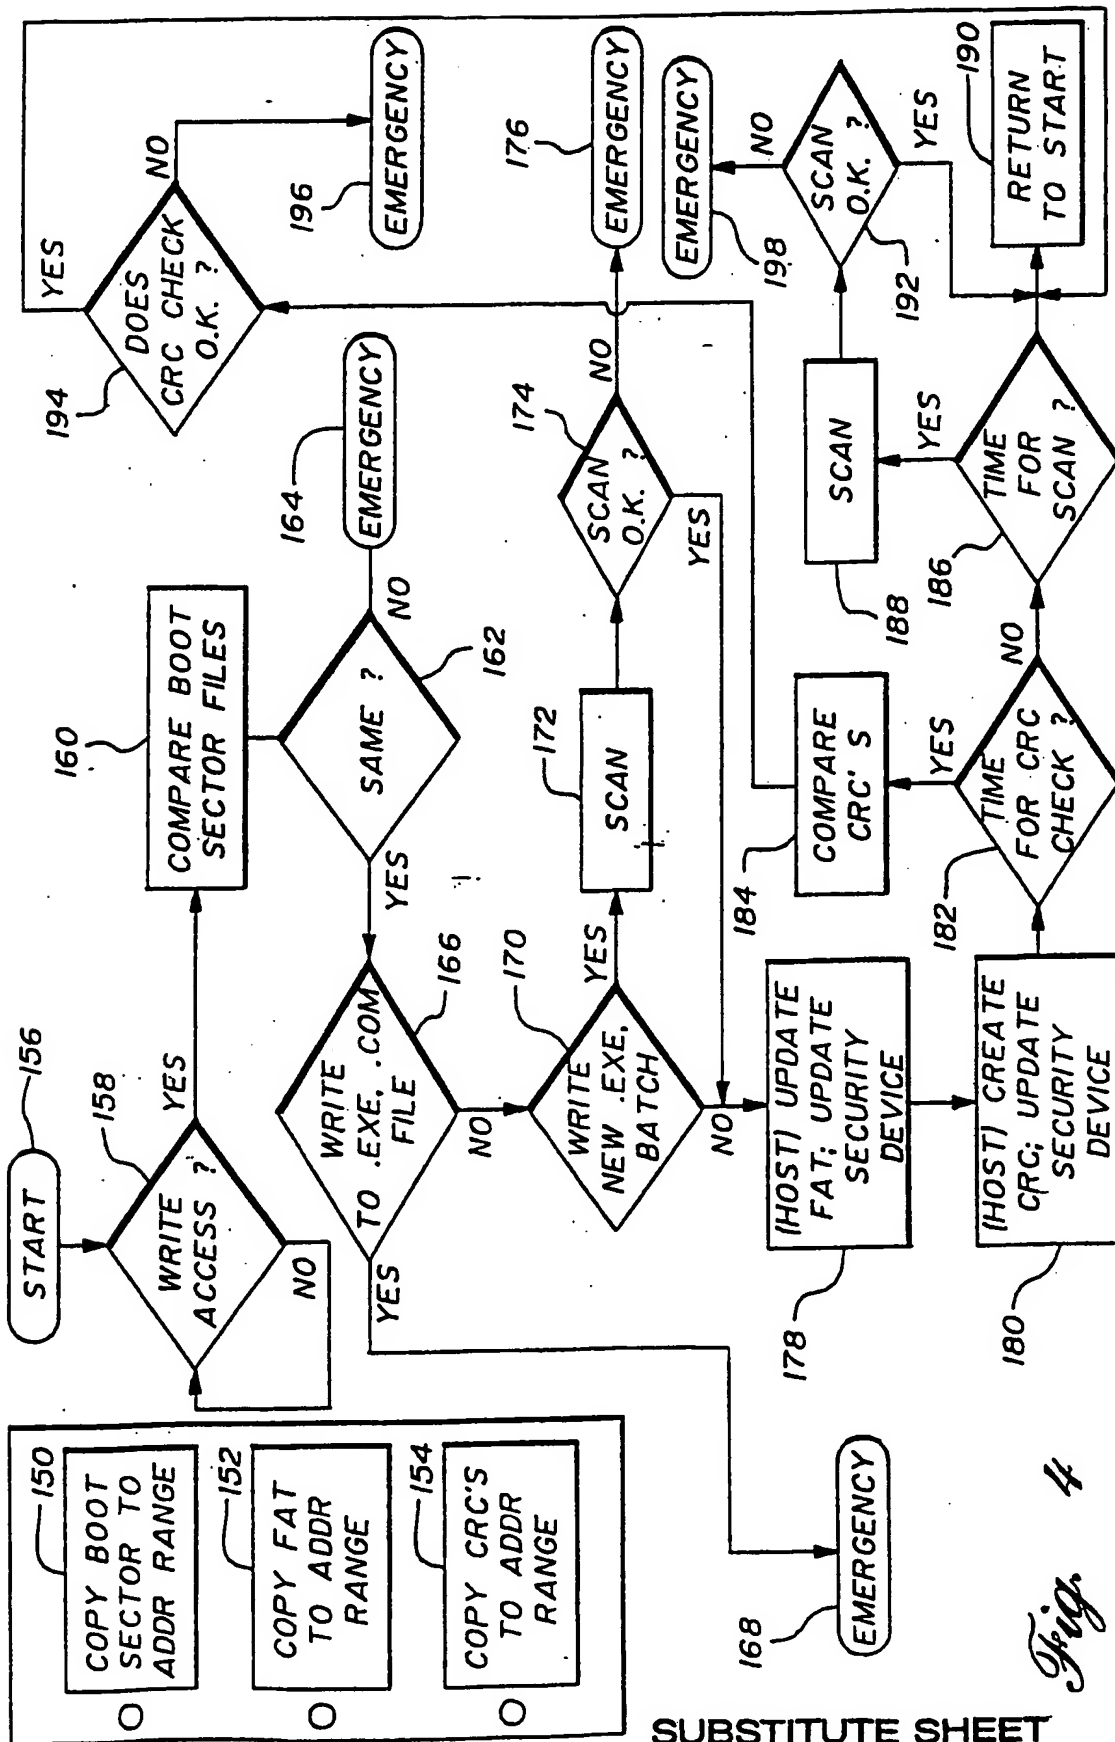 150
COPY BOOT
SECTOR TO
ADDR RANGE
152
COPY FAT
TO ADDR
RANGE
154
COPY CRC'S
TO ADDR
RANGE
START
156
WRITE
ACCESS ?
158
YES
NO
160
COMPARE BOOT
SECTOR FILES
SAME ?
162
NO
YES
164
EMERGENCY
WRITE
TO .EXE, .COM
FILE
166
YES
NO
168
EMERGENCY
WRITE
NEW .EXE,
BATCH
170
YES
NO
172
SCAN
SCAN
O.K. ?
174
NO
YES
176
EMERGENCY
(HOST) UPDATE
FAT; UPDATE
SECURITY
DEVICE
178
(HOST) CREATE
CRC; UPDATE
SECURITY
DEVICE
180
TIME
FOR CRC
CHECK ?
182
YES
NO
184
COMPARE
CRC'S
TIME
FOR
SCAN ?
186
YES
SCAN
188
SCAN
O.K. ?
192
NO
YES
EMERGENCY
198
RETURN
TO START
190
DOES
CRC CHECK
O.K. ?
194
YES
NO
196
EMERGENCY
Fig. 4
SUBSTITUTE SHEET